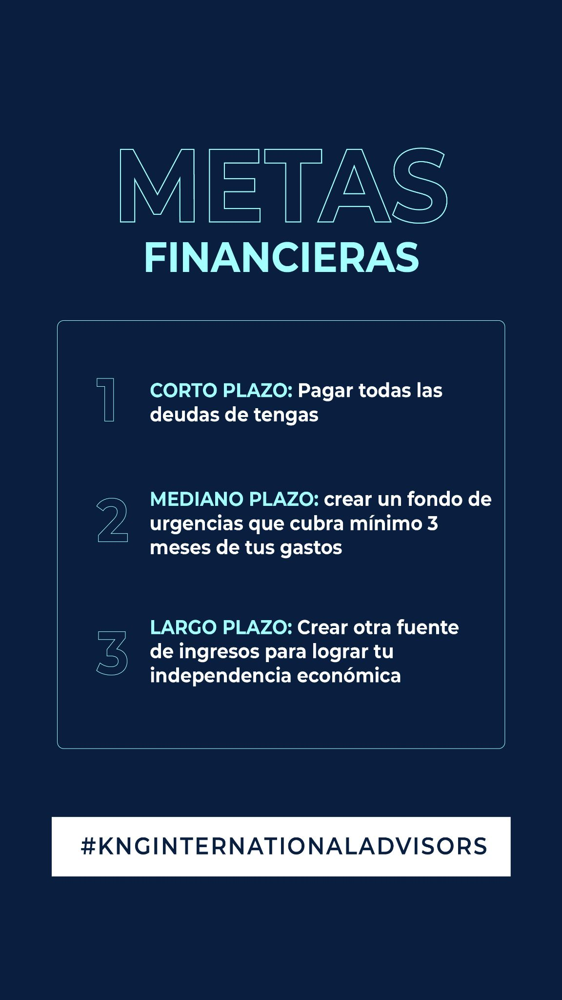 METAS
FINANCIERAS
1
CORTO PLAZO: Pagar todas las
deudas de tengas
2
MEDIANO PLAZO: crear un fondo de
urgencias que cubra mínimo 3
meses de tus gastos
3
LARGO PLAZO: Crear otra fuente
de ingresos para lograr tu
independencia económica
#KNGINTERNATIONALADVISORS